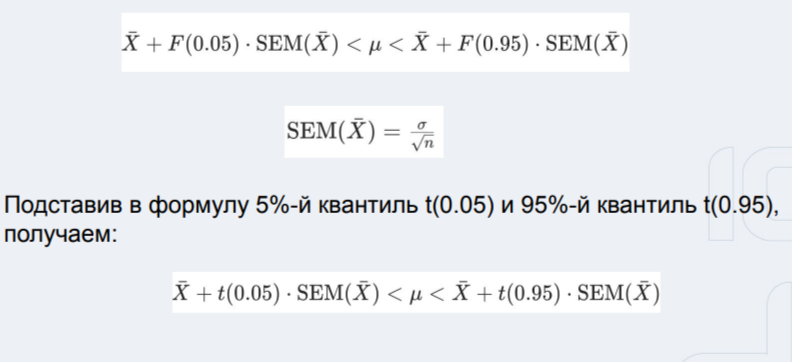 X̄ + F(0.05) · SEM(X̄) < μ < X̄ + F(0.95) · SEM(X̄)
SEM(X̄) = σ/√n
Подставив в формулу 5%-й квантиль t(0.05) и 95%-й квантиль t(0.95),
получаем:
X̄ + t(0.05) · SEM(X̄) < μ < X̄ + t(0.95) · SEM(X̄)